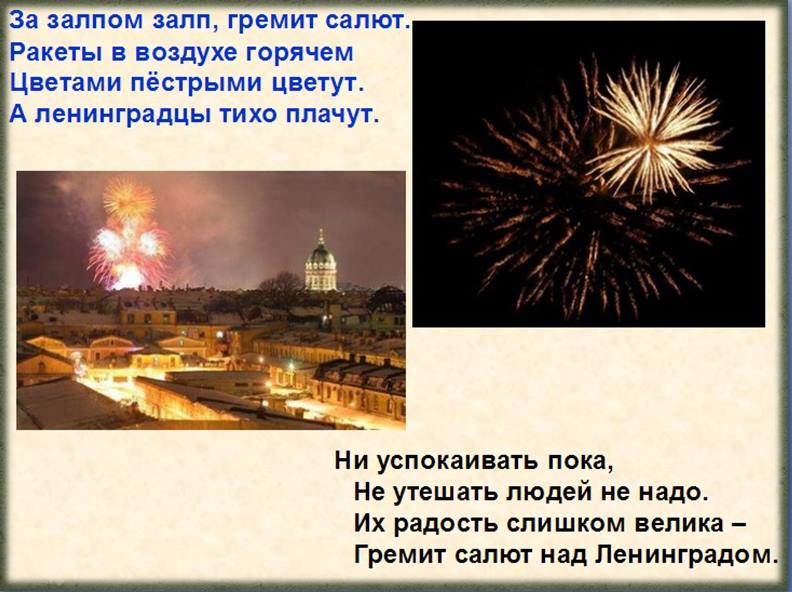 За залпом залп, гремит салют.
Ракеты в воздухе горячем
Цветами пёстрыми цветут.
А ленинградцы тихо плачут.
Ни успокаивать пока,
Не утешать людей не надо.
Их радость слишком велика –
Гремит салют над Ленинградом.